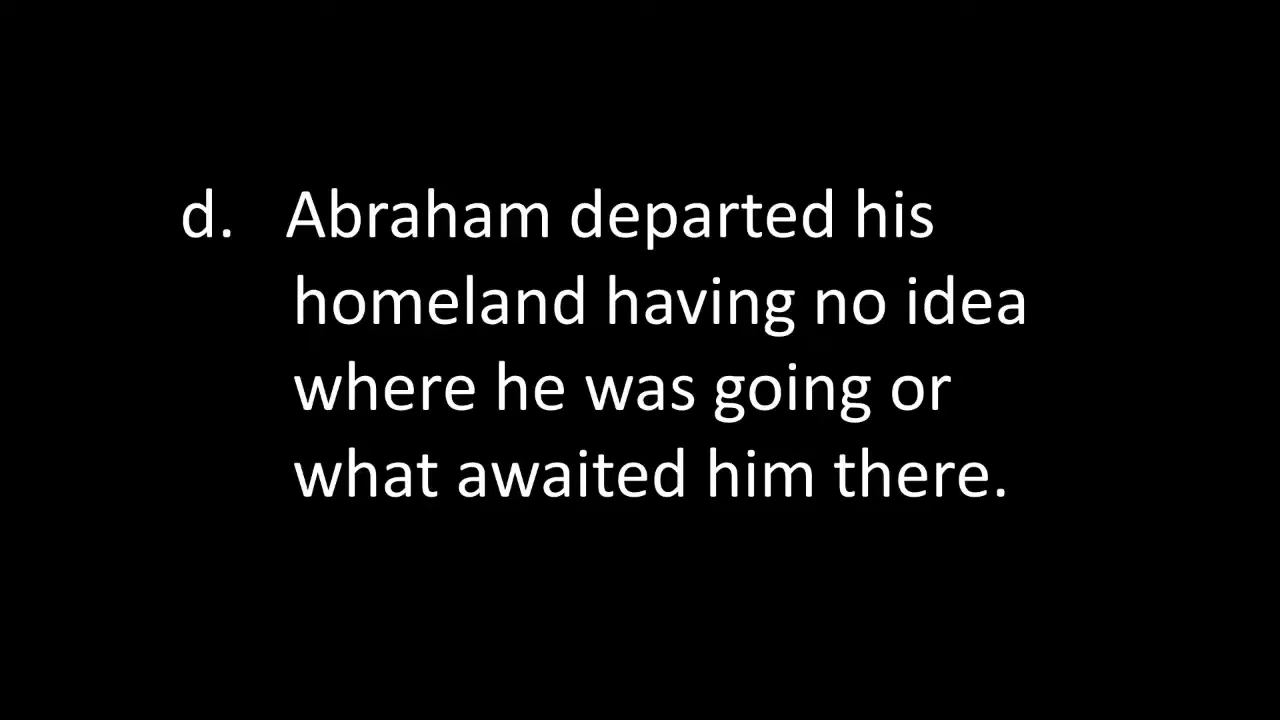 d. Abraham departed his
homeland having no idea
where he was going or
what awaited him there.